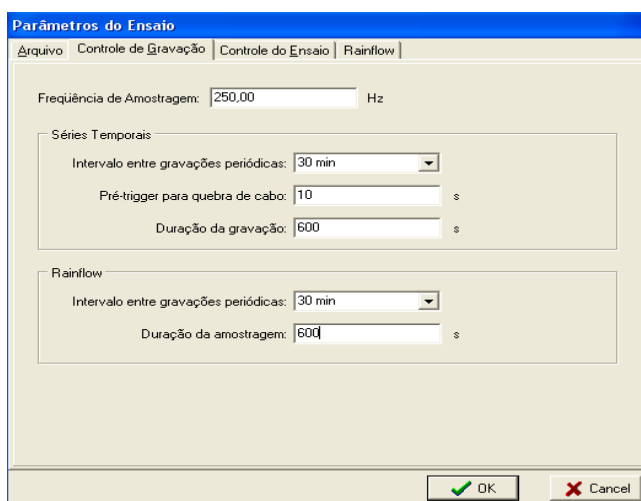 Parâmetros do Ensaio
Arquivo Controle de Gravação Controle do Ensaio Rainflow
Freqüência de Amostragem: 250,00 Hz
Séries Temporais
Intervalo entre gravações periódicas: 30 min
Pré-trigger para quebra de cabo: 10 s
Duração da gravação: 600 s
Rainflow
Intervalo entre gravações periódicas: 30 min
Duração da amostragem: 600 s
OK Cancel